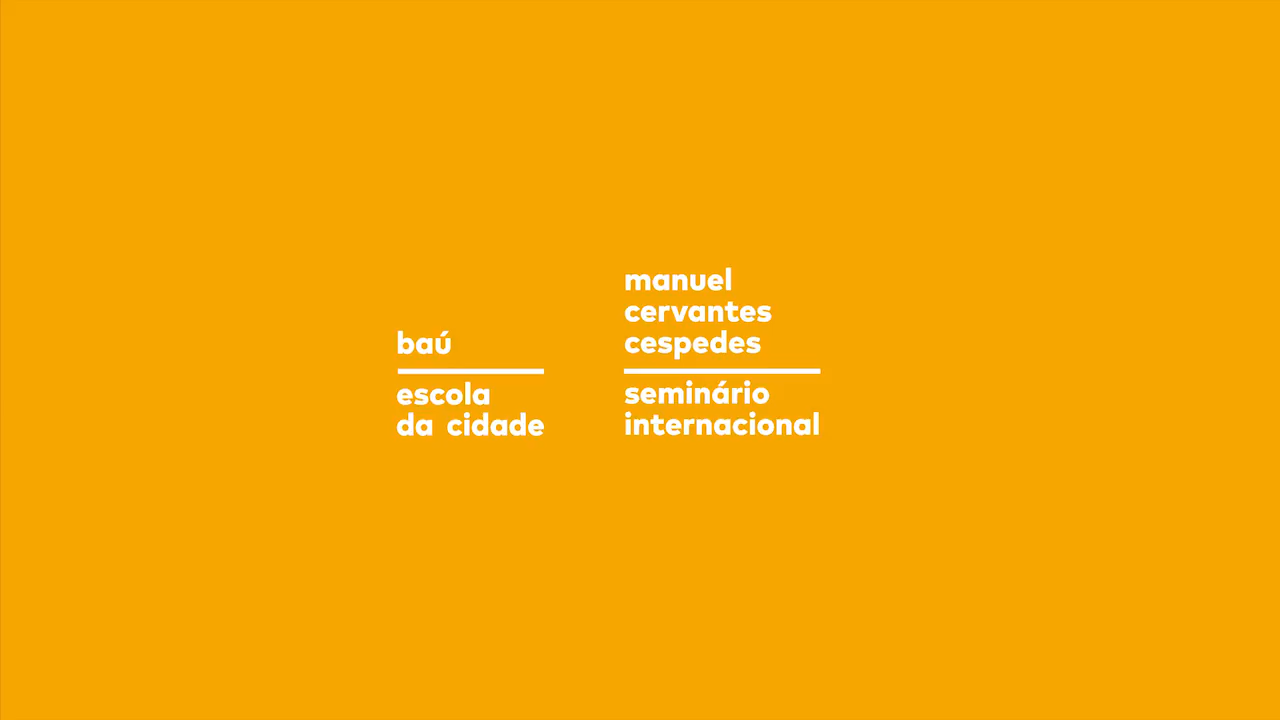 baú
escola
da cidade
manuel
cervantes
cespedes
seminário
internacional